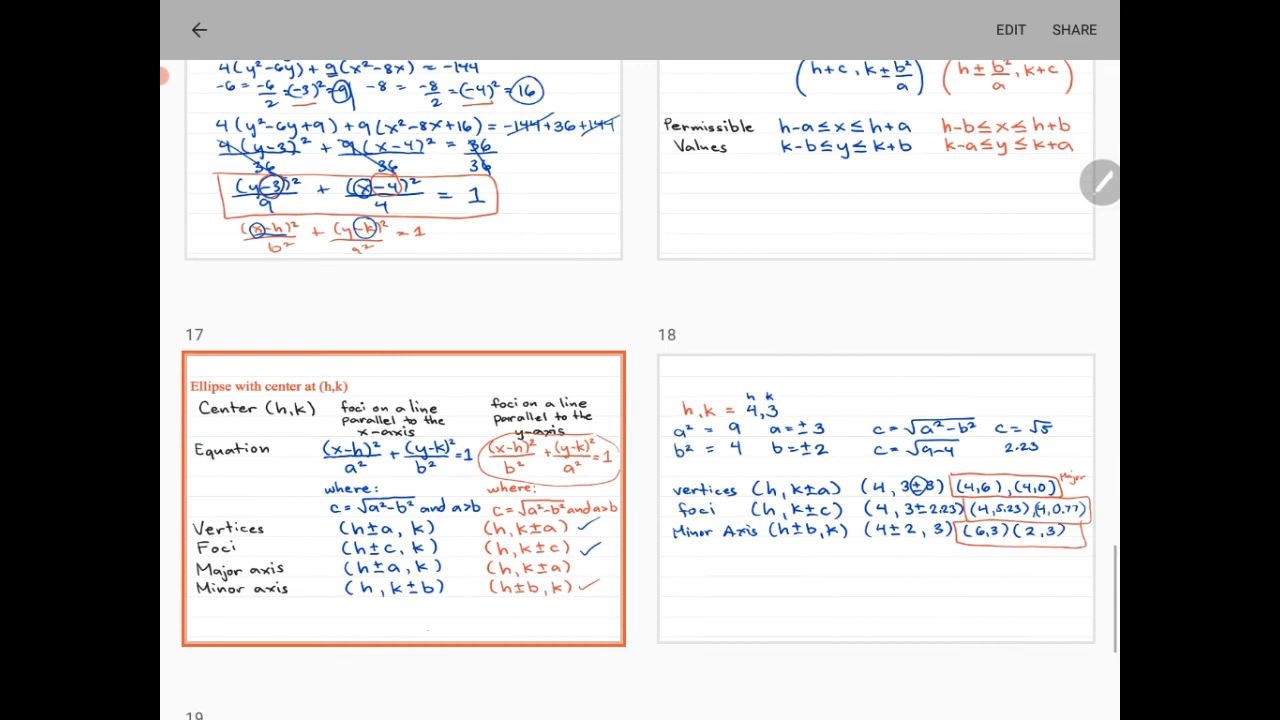 EDIT SHARE
4(y²-6y) + 9(x²-8x) = -144
-6 = -6/2 = (-3)² = 9, -8 = -8/2 = (-4)² = 16
4(y²-6y+9) + 9(x²-8x+16) = -144+36+144
9(y-3)²/36 + 9(x-4)²/36 = 36/36
(y-3)²/9 + (x-4)²/4 = 1
(x-h)²/b² + (y-k)²/a² = 1
(h+c, k±b²/a) (h±b²/a, k+c)
Permissible Values
h-a≤x≤h+a h-b≤x≤h+b
k-b≤y≤k+b k-a≤y≤k+a
17
Ellipse with center at (h,k)
Center (h,k) foci on a line parallel to the x-axis foci on a line parallel to the y-axis
Equation (x-h)²/a² + (y-k)²/b² = 1 (x-h)²/b² + (y-k)²/a² = 1
where: where:
c=√a²-b² and a>b c=√a²-b² and a>b
Vertices (h±a, k) (h, k±a) ✓
Foci (h±c, k) (h, k±c) ✓
Major axis (h±a, k) (h, k±a)
Minor axis (h, k±b) (h±b, k) ✓
18
h k
h,k = 4,3
a² = 9 a=±3 c=√a²-b² c=√5
b² = 4 b=±2 c=√9-4 2.23
Major
vertices (h, k±a) (4, 3±3) (4,6), (4,0)
foci (h, k±c) (4, 3±2.23) (4,5.23) (4,0.77)
Minor Axis (h±b, k) (4±2, 3) (6,3) (2,3)
19